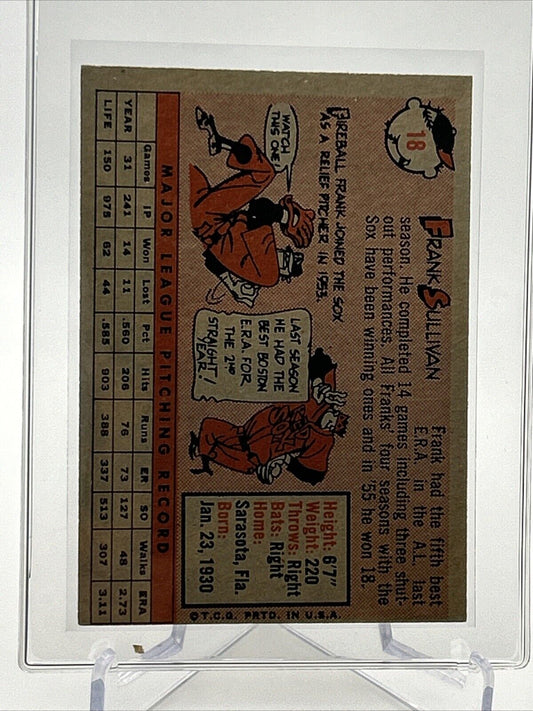 18
FRANK SULLIVAN
Frank had the fifth best
E.R.A. in the A.L. last
season. He completed 14 games including three shut-
out performances. All Franks' four seasons with the
Sox have been winning ones and in '55 he won 18.
FIREBALL FRANK JOINED THE SOX
AS A RELIEF PITCHER IN 1953.
WATCH
THIS ONE!
LAST SEASON
HE HAD THE
BEST BOSTON
E.R.A. FOR
THE 2ND
STRAIGHT
YEAR!
Height: 6'7"
Weight: 220
Throws: Right
Bats: Right
Home:
Sarasota, Fla.
Born:
Jan. 23, 1930
MAJOR LEAGUE PITCHING RECORD
Games IP Won Lost Pct Hits Runs ER SO Walks ERA
YEAR 31 241 14 11 .560 206 76 73 127 48 2.73
LIFE 150 975 62 44 .585 903 388 337 513 307 3.11
© T.C.G. PRTD. IN U.S.A.